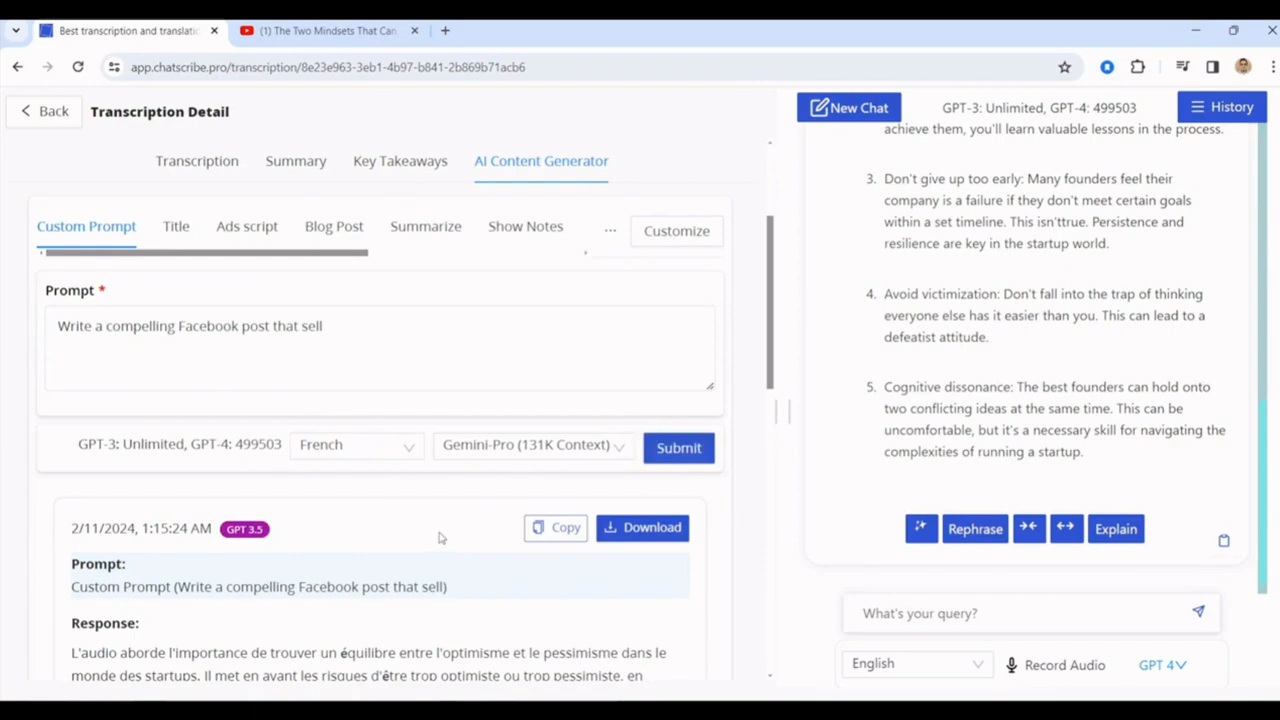 Best transcription and translati
(1) The Two Mindsets That Can
app.chatscribe.pro/transcription/8e23e963-3eb1-4b97-b841-2b869b71acb6
Back
Transcription Detail
Transcription
Summary
Key Takeaways
AI Content Generator
Custom Prompt
Title
Ads script
Blog Post
Summarize
Show Notes
...
Customize
Prompt *
Write a compelling Facebook post that sell
GPT-3: Unlimited, GPT-4: 499503
French
Gemini-Pro (131K Context)
Submit
2/11/2024, 1:15:24 AM
GPT 3.5
Copy
Download
Prompt:
Custom Prompt (Write a compelling Facebook post that sell)
Response:
L'audio aborde l'importance de trouver un équilibre entre l'optimisme et le pessimisme dans le
monde des startups. Il met en avant les risques d'être trop optimiste ou trop pessimiste, en
New Chat
GPT-3: Unlimited, GPT-4: 499503
History
achieve them, you'll learn valuable lessons in the process.
3. Don't give up too early: Many founders feel their
company is a failure if they don't meet certain goals
within a set timeline. This isn'ttrue. Persistence and
resilience are key in the startup world.
4. Avoid victimization: Don't fall into the trap of thinking
everyone else has it easier than you. This can lead to a
defeatist attitude.
5. Cognitive dissonance: The best founders can hold onto
two conflicting ideas at the same time. This can be
uncomfortable, but it's a necessary skill for navigating the
complexities of running a startup.
Rephrase
Explain
What's your query?
English
Record Audio
GPT 4